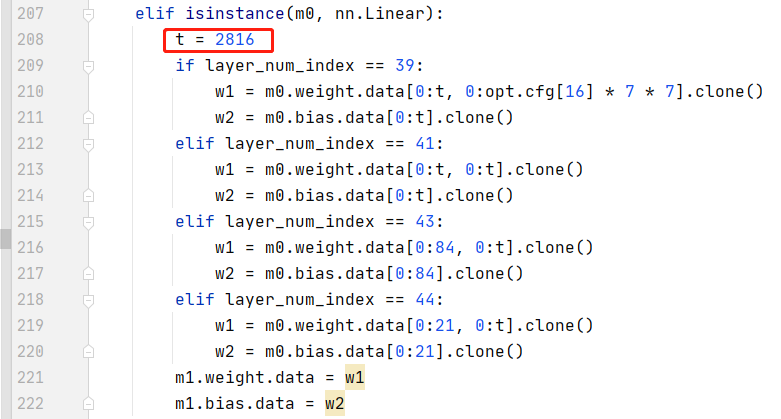 207 elif isinstance(m0, nn.Linear):
208 t = 2816
209 if layer_num_index == 39:
210 w1 = m0.weight.data[0:t, 0:opt.cfg[16] * 7 * 7].clone()
211 w2 = m0.bias.data[0:t].clone()
212 elif layer_num_index == 41:
213 w1 = m0.weight.data[0:t, 0:t].clone()
214 w2 = m0.bias.data[0:t].clone()
215 elif layer_num_index == 43:
216 w1 = m0.weight.data[0:84, 0:t].clone()
217 w2 = m0.bias.data[0:84].clone()
218 elif layer_num_index == 44:
219 w1 = m0.weight.data[0:21, 0:t].clone()
220 w2 = m0.bias.data[0:21].clone()
221 m1.weight.data = w1
222 m1.bias.data = w2